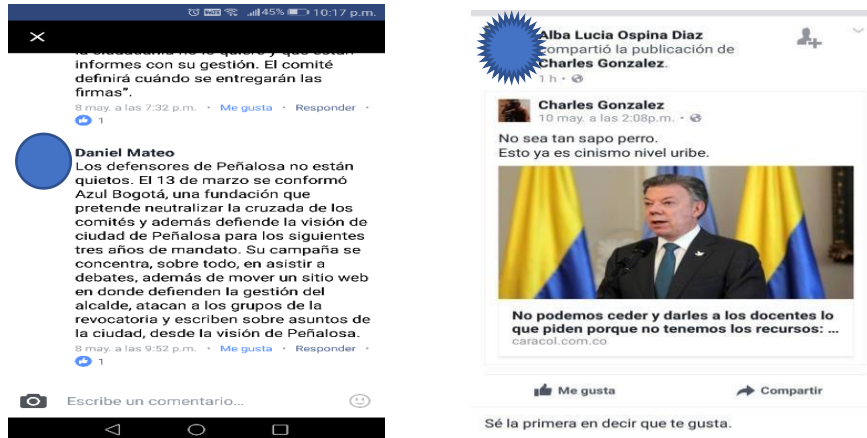 45% 10:17 p.m.
informes con su gestión. El comité
definirá cuándo se entregarán las
firmas”.
8 may. a las 7:32 p.m. • Me gusta • Responder •
1
Daniel Mateo
Los defensores de Peñalosa no están
quietos. El 13 de marzo se conformó
Azul Bogotá, una fundación que
pretende neutralizar la cruzada de los
comités y además defiende la visión de
ciudad de Peñalosa para los siguientes
tres años de mandato. Su campaña se
concentra, sobre todo, en asistir a
debates, además de mover un sitio web
en donde defienden la gestión del
alcalde, atacan a los grupos de la
revocatoria y escriben sobre asuntos de
la ciudad, desde la visión de Peñalosa.
8 may. a las 9:52 p.m. • Me gusta • Responder •
1
Escribe un comentario...
Alba Lucia Ospina Diaz
compartió la publicación de
Charles Gonzalez.
1 h •
Charles Gonzalez
10 may. a las 2:08p.m. •
No sea tan sapo perro.
Esto ya es cinismo nivel uribe.
No podemos ceder y darles a los docentes lo
que piden porque no tenemos los recursos: ...
caracol.com.co
Me gusta
Compartir
Sé la primera en decir que te gusta.